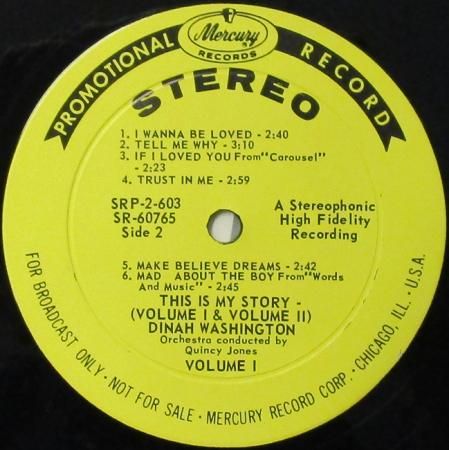 PROMOTIONAL RECORD
Mercury
RECORDS
STEREO
1. I WANNA BE LOVED - 2:40
2. TELL ME WHY - 3:10
3. IF I LOVED YOU From "Carousel"
- 2:23
4. TRUST IN ME - 2:59
SRP-2-603
SR-60765
Side 2
A Stereophonic
High Fidelity
Recording
5. MAKE BELIEVE DREAMS - 2:42
6. MAD ABOUT THE BOY From "Words
And Music" - 2:45
THIS IS MY STORY -
(VOLUME I & VOLUME II)
DINAH WASHINGTON
Orchestra conducted by
Quincy Jones
VOLUME I
FOR BROADCAST ONLY • NOT FOR SALE • MERCURY RECORD CORP. • CHICAGO, ILL. • U.S.A.